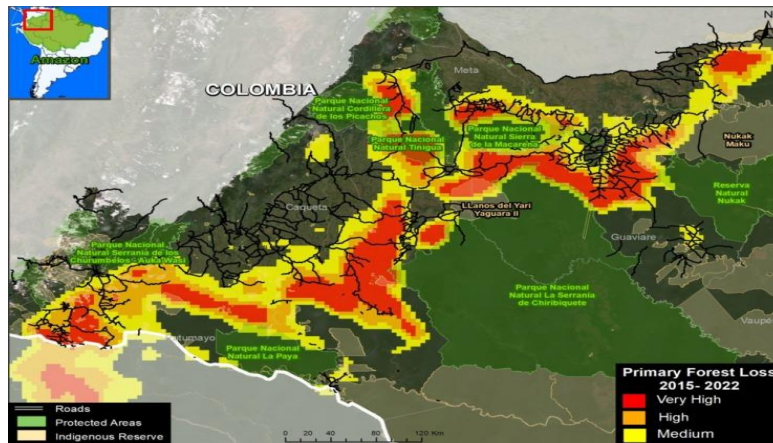 Amazon
COLOMBIA
N
Meta
Parque Nacional
Natural Cordillera
de los Picachos
Parque Nacional
Natural Tinigua
Parque Nacional
Natural Sierra
de la Macarena
Nukak
Maku
Reserva
Natural
Nukak
Caqueta
LLanos del Yari
Yaguara II
Guaviare
Parque Nacional
Natural Serrania de los
Churumbelos - Auka Wasi
Parque Nacional
Natural La Serrania
de Chiribiquete
Vaupé
Putumayo
Parque Nacional
Natural La Paya
Roads
Protected Areas
Indigenous Reserve
0 20 40 80 120 Km
Primary Forest Loss
2015- 2022
Very High
High
Medium